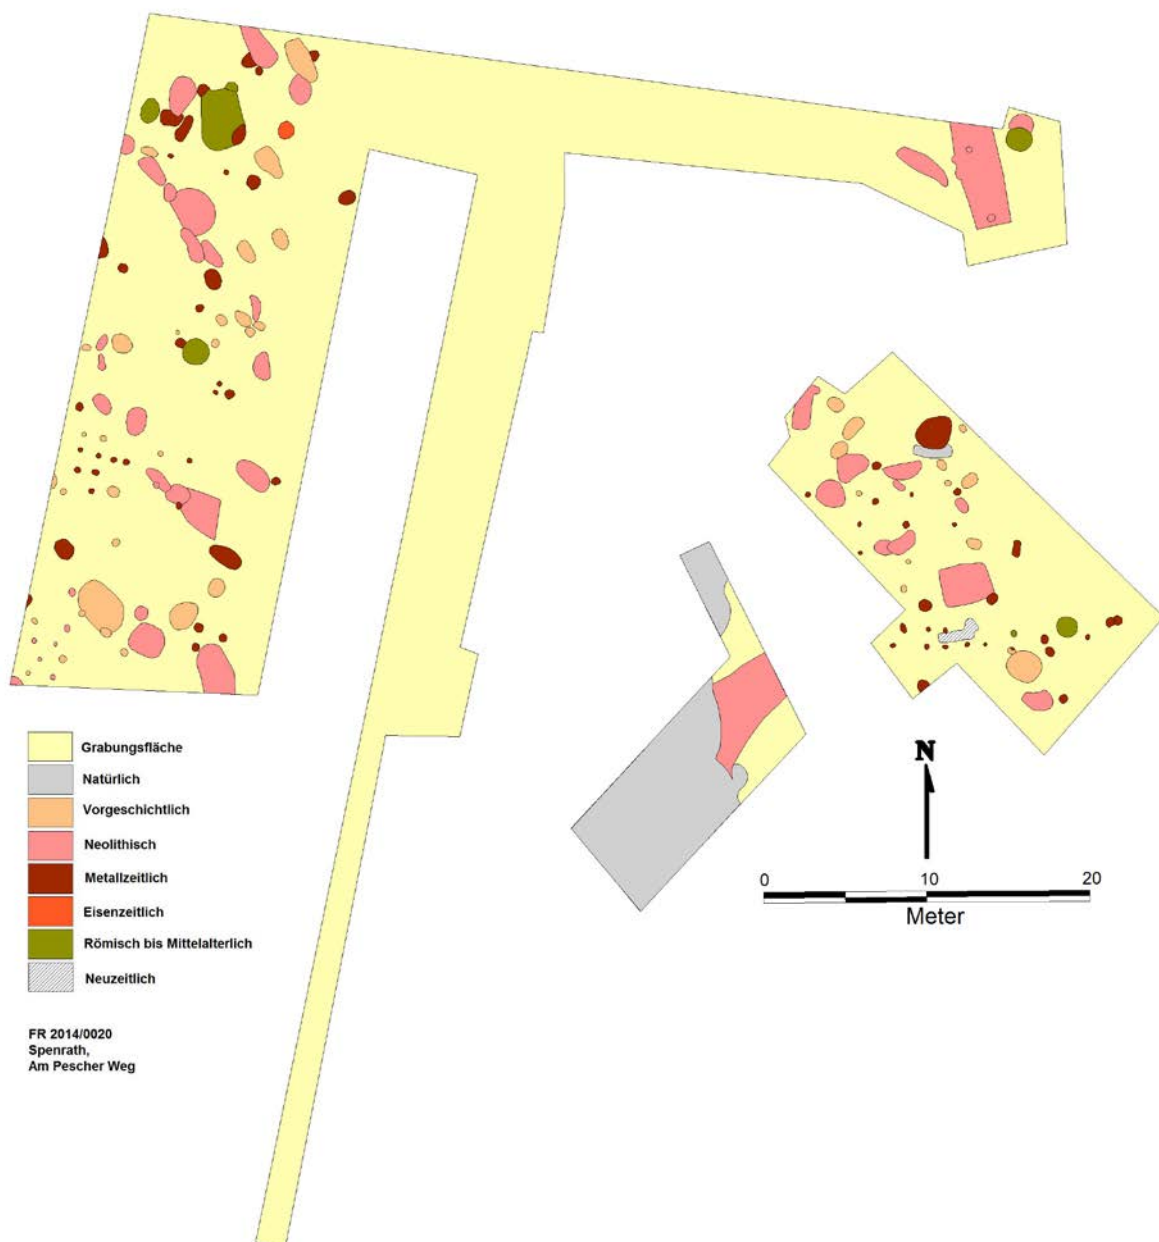 Grabungsfläche
Natürlich
Vorgeschichtlich
Neolithisch
Metallzeitlich
Eisenzeitlich
Römisch bis Mittelalterlich
Neuzeitlich
FR 2014/0020
Spenrath,
Am Pescher Weg
N
0 10 20
Meter